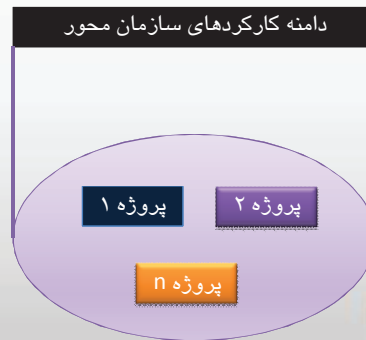 دامنه کارکردهای سازمان محور
پروژه ۱
پروژه ۲
پروژه n